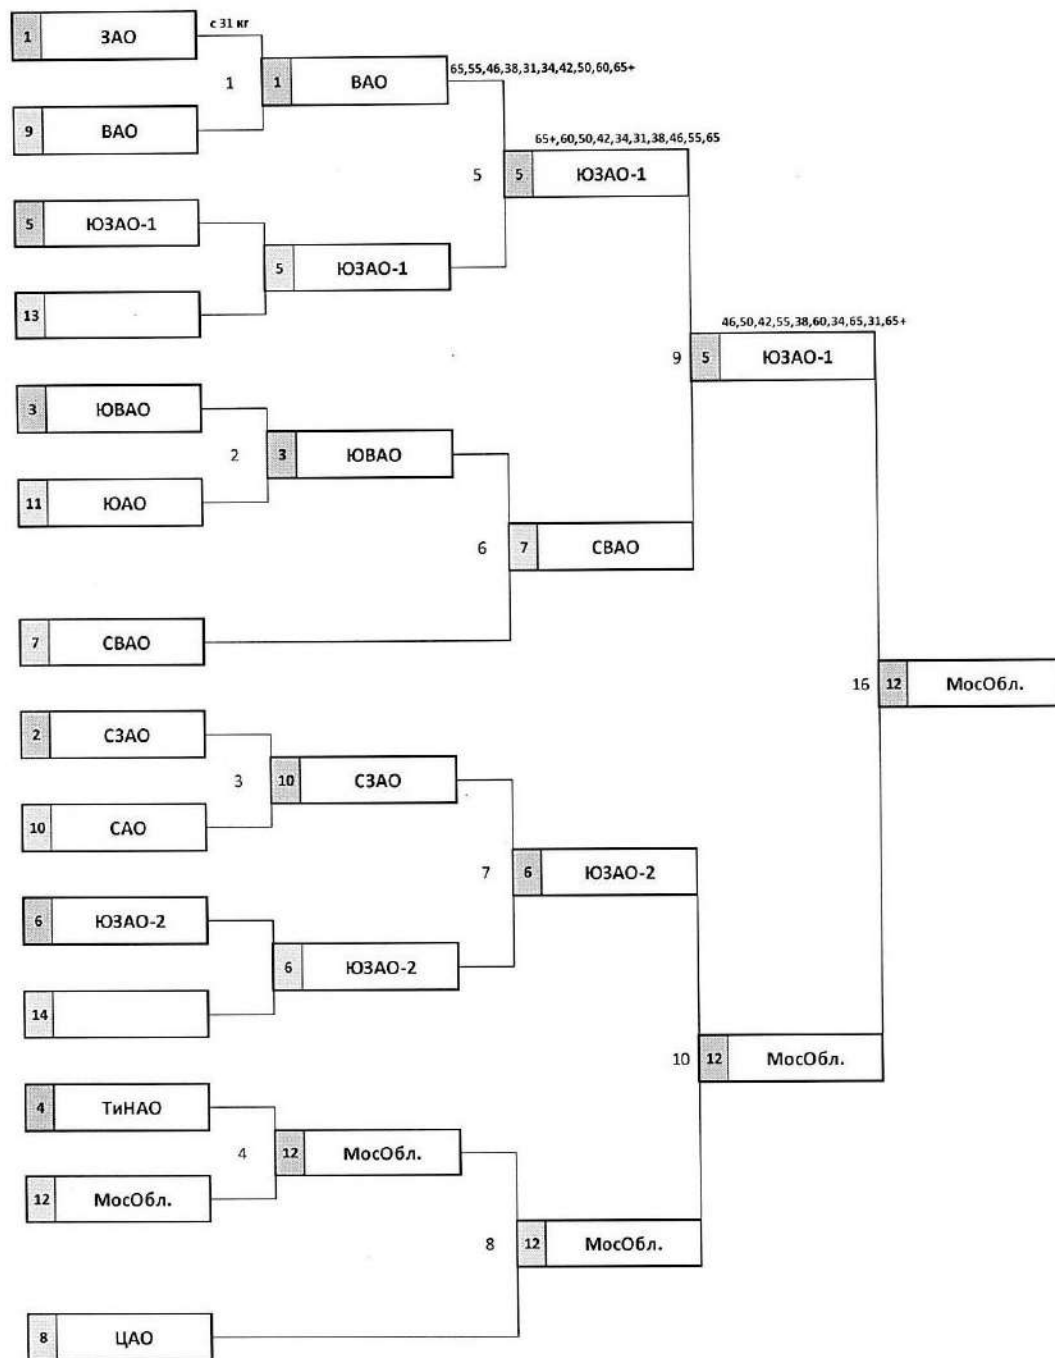 1 ЗАО
с 31 кг
1
1 ВАО
65,55,46,38,31,34,42,50,60,65+
9 ВАО
65+,60,50,42,34,31,38,46,55,65
5
5 ЮЗАО-1
5 ЮЗАО-1
5 ЮЗАО-1
13
46,50,42,55,38,60,34,65,31,65+
9
5 ЮЗАО-1
3 ЮВАО
2
3 ЮВАО
11 ЮАО
6
7 СВАО
7 СВАО
16
12 МосОбл.
2 СЗАО
3
10 СЗАО
10 САО
7
6 ЮЗАО-2
6 ЮЗАО-2
6 ЮЗАО-2
14
10
12 МосОбл.
4 ТиНАО
4
12 МосОбл.
12 МосОбл.
8
12 МосОбл.
8 ЦАО